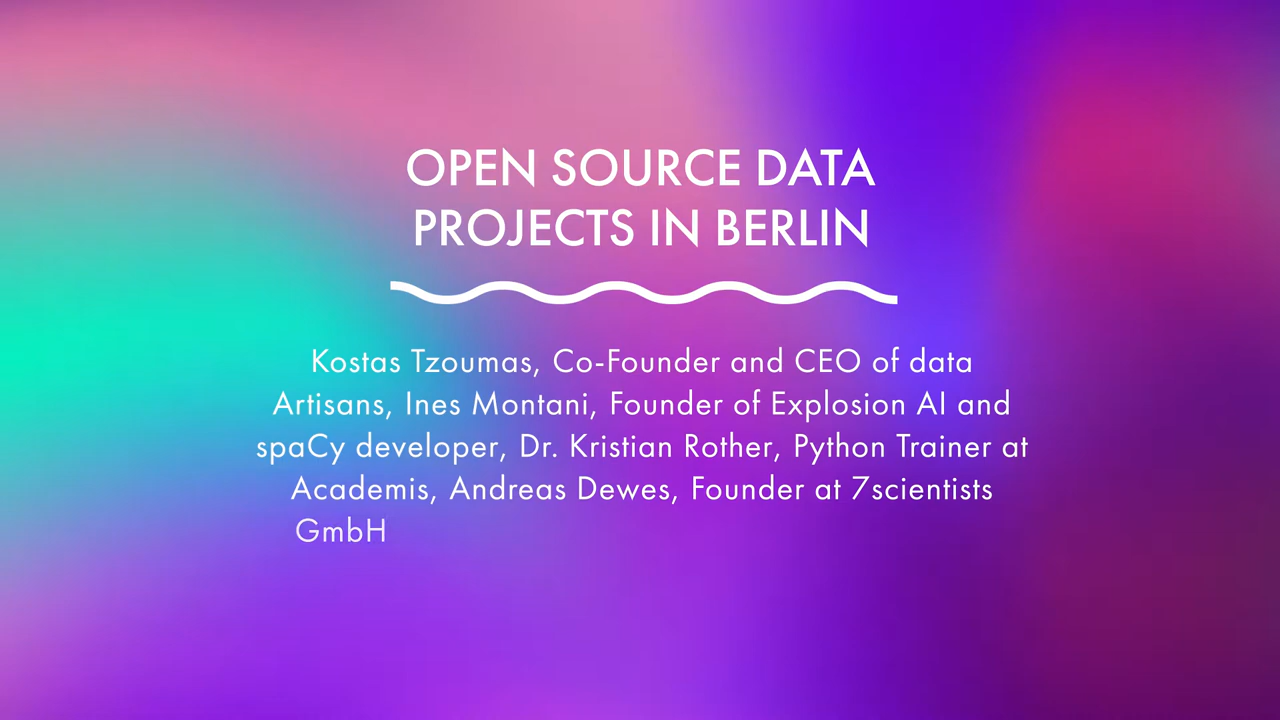 OPEN SOURCE DATA
PROJECTS IN BERLIN
Kostas Tzoumas, Co-Founder and CEO of data
Artisans, Ines Montani, Founder of Explosion AI and
spaCy developer, Dr. Kristian Rother, Python Trainer at
Academis, Andreas Dewes, Founder at 7scientists
GmbH